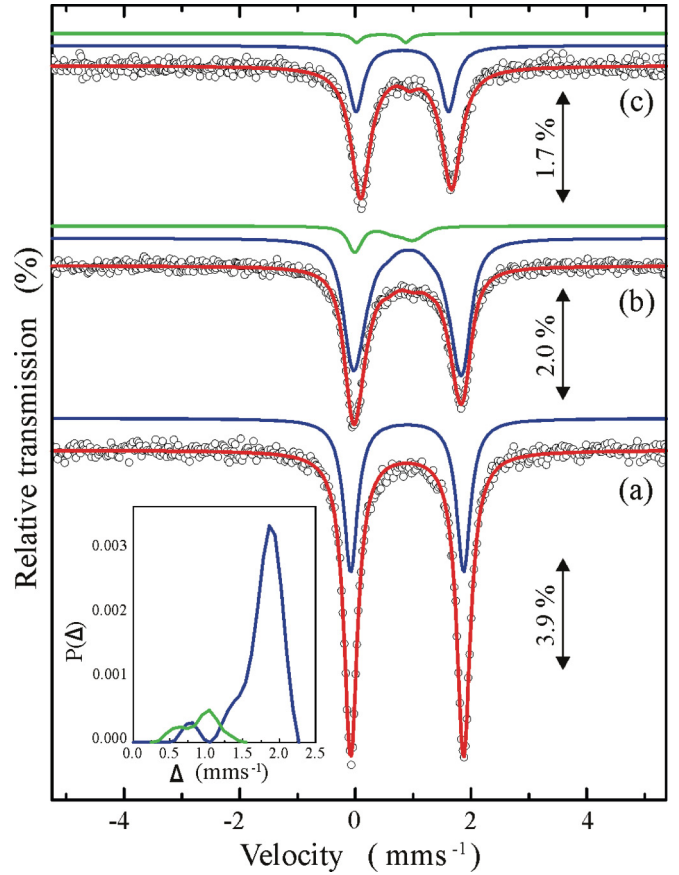 Relative transmission (%)
(c)
1.7 %
(b)
2.0 %
(a)
3.9 %
P(Δ)
0.003
0.002
0.001
0.000
0.0 0.5 1.0 1.5 2.0 2.5
Δ (mms⁻¹)
-4 -2 0 2 4
Velocity ( mms⁻¹)